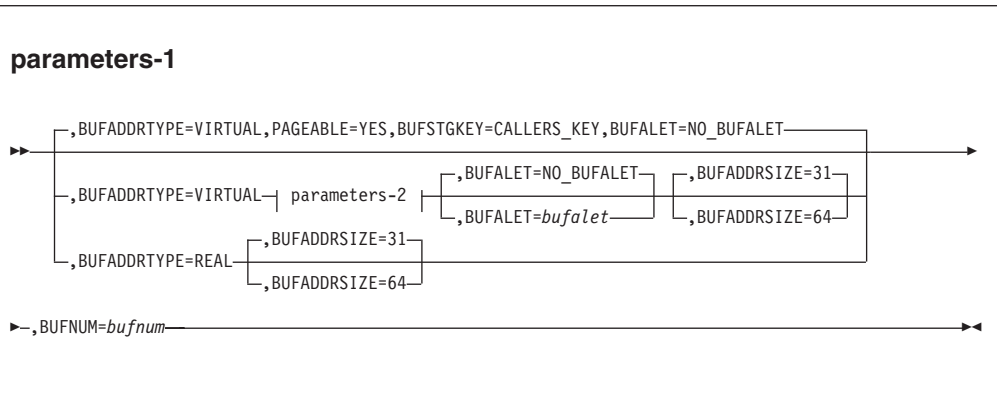 parameters-1
,BUFADDRTYPE=VIRTUAL,PAGEABLE=YES,BUFSTGKEY=CALLERS_KEY,BUFALET=NO_BUFALET
,BUFALET=NO_BUFALET ,BUFADDRSIZE=31
,BUFADDRTYPE=VIRTUAL parameters-2
,BUFALET=bufalet ,BUFADDRSIZE=64
,BUFADDRSIZE=31
,BUFADDRTYPE=REAL
,BUFADDRSIZE=64
,BUFNUM=bufnum